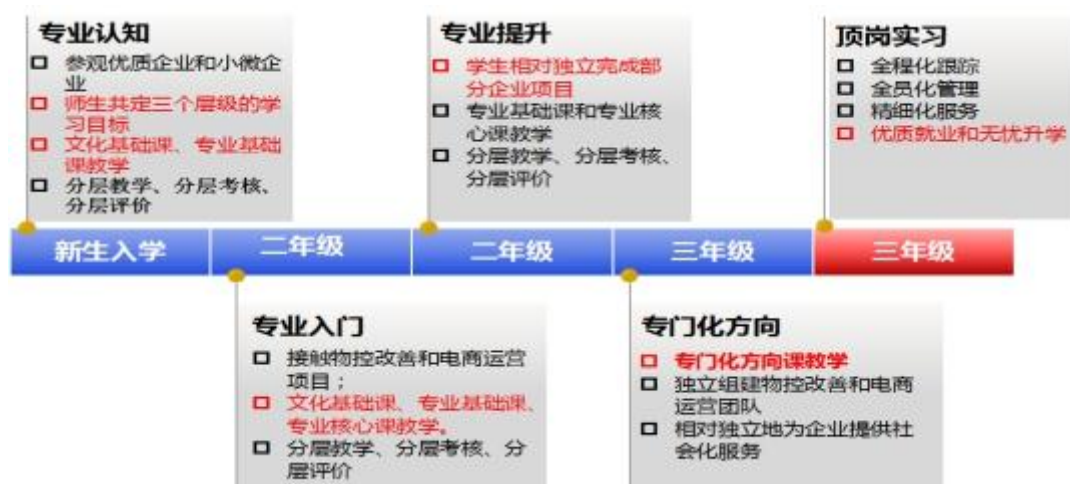 专业认知
参观优质企业和小微企
业
师生共定三个层级的学
习目标
文化基础课、专业基础
课教学
分层教学、分层考核、
分层评价
专业提升
学生相对独立完成部
分企业项目
专业基础课和专业核
心课教学
分层教学、分层考核、
分层评价
顶岗实习
全程化跟踪
全员化管理
精细化服务
优质就业和无忧升学
新生入学
二年级
二年级
三年级
三年级
专业入门
接触物控改善和电商运营
项目；
文化基础课、专业基础课、
专业核心课教学。
分层教学、分层考核、分
层评价
专门化方向
专门化方向课教学
独立组建物控改善和电商
运营团队
相对独立地为企业提供社
会化服务